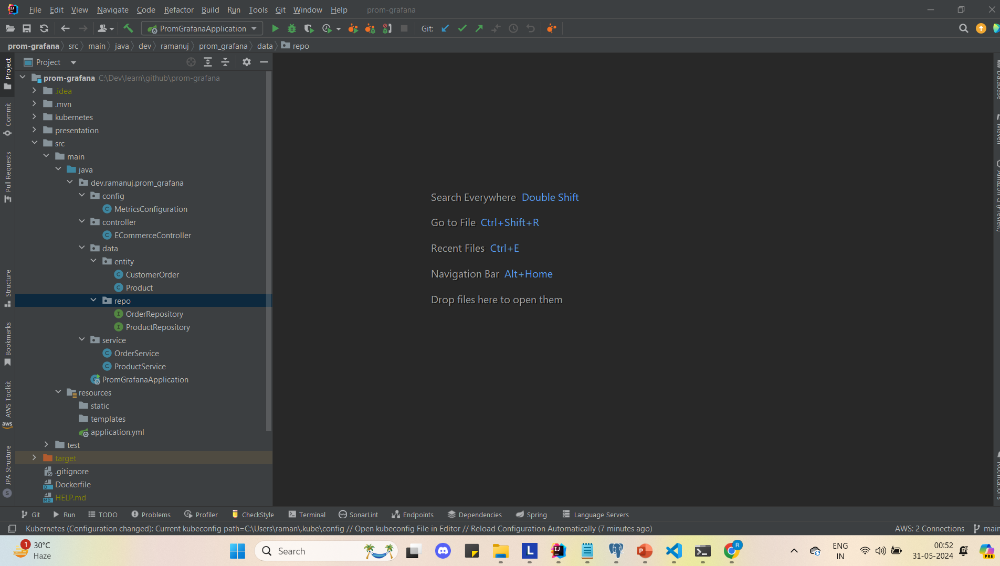 File Edit View Navigate Code Refactor Build Run Tools Git Window Help prom-grafana
PromGrafanaApplication Git:
prom-grafana src main java dev ramanuj prom_grafana data repo
Project
prom-grafana C:\Dev\learn\github\prom-grafana
.idea
.mvn
kubernetes
presentation
src
main
java
dev.ramanuj.prom_grafana
config
MetricsConfiguration
controller
ECommerceController
data
entity
CustomerOrder
Product
repo
OrderRepository
ProductRepository
service
OrderService
ProductService
PromGrafanaApplication
resources
static
templates
application.yml
test
target
.gitignore
Dockerfile
HELP.md
Project
Commit
Pull Requests
Structure
Bookmarks
AWS Toolkit
aws
JPA Structure
Search Everywhere Double Shift
Go to File Ctrl+Shift+R
Recent Files Ctrl+E
Navigation Bar Alt+Home
Drop files here to open them
Database
Maven
Amazon Q (Preview)
Notifications
Git Run TODO Problems Profiler CheckStyle Terminal SonarLint Endpoints Dependencies Spring Language Servers
Kubernetes (Configuration changed): Current kubeconfig path=C:\Users\raman\.kube\config // Open kubeconfig File in Editor // Reload Configuration Automatically (7 minutes ago) AWS: 2 Connections main
1
30°C
Haze
Search
ENG
IN
00:52
31-05-2024
PRE